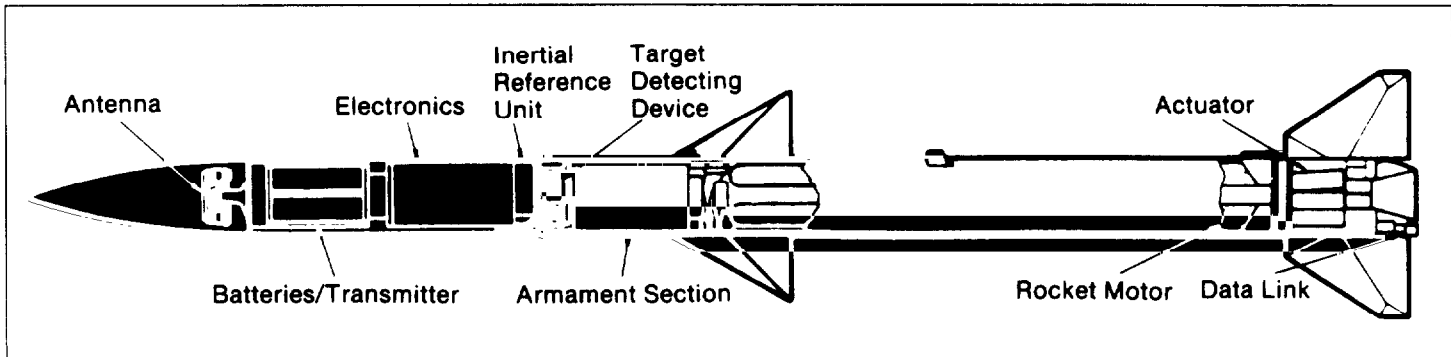 Antenna
Electronics
Inertial
Reference
Unit
Target
Detecting
Device
Actuator
Batteries/Transmitter
Armament Section
Rocket Motor
Data Link